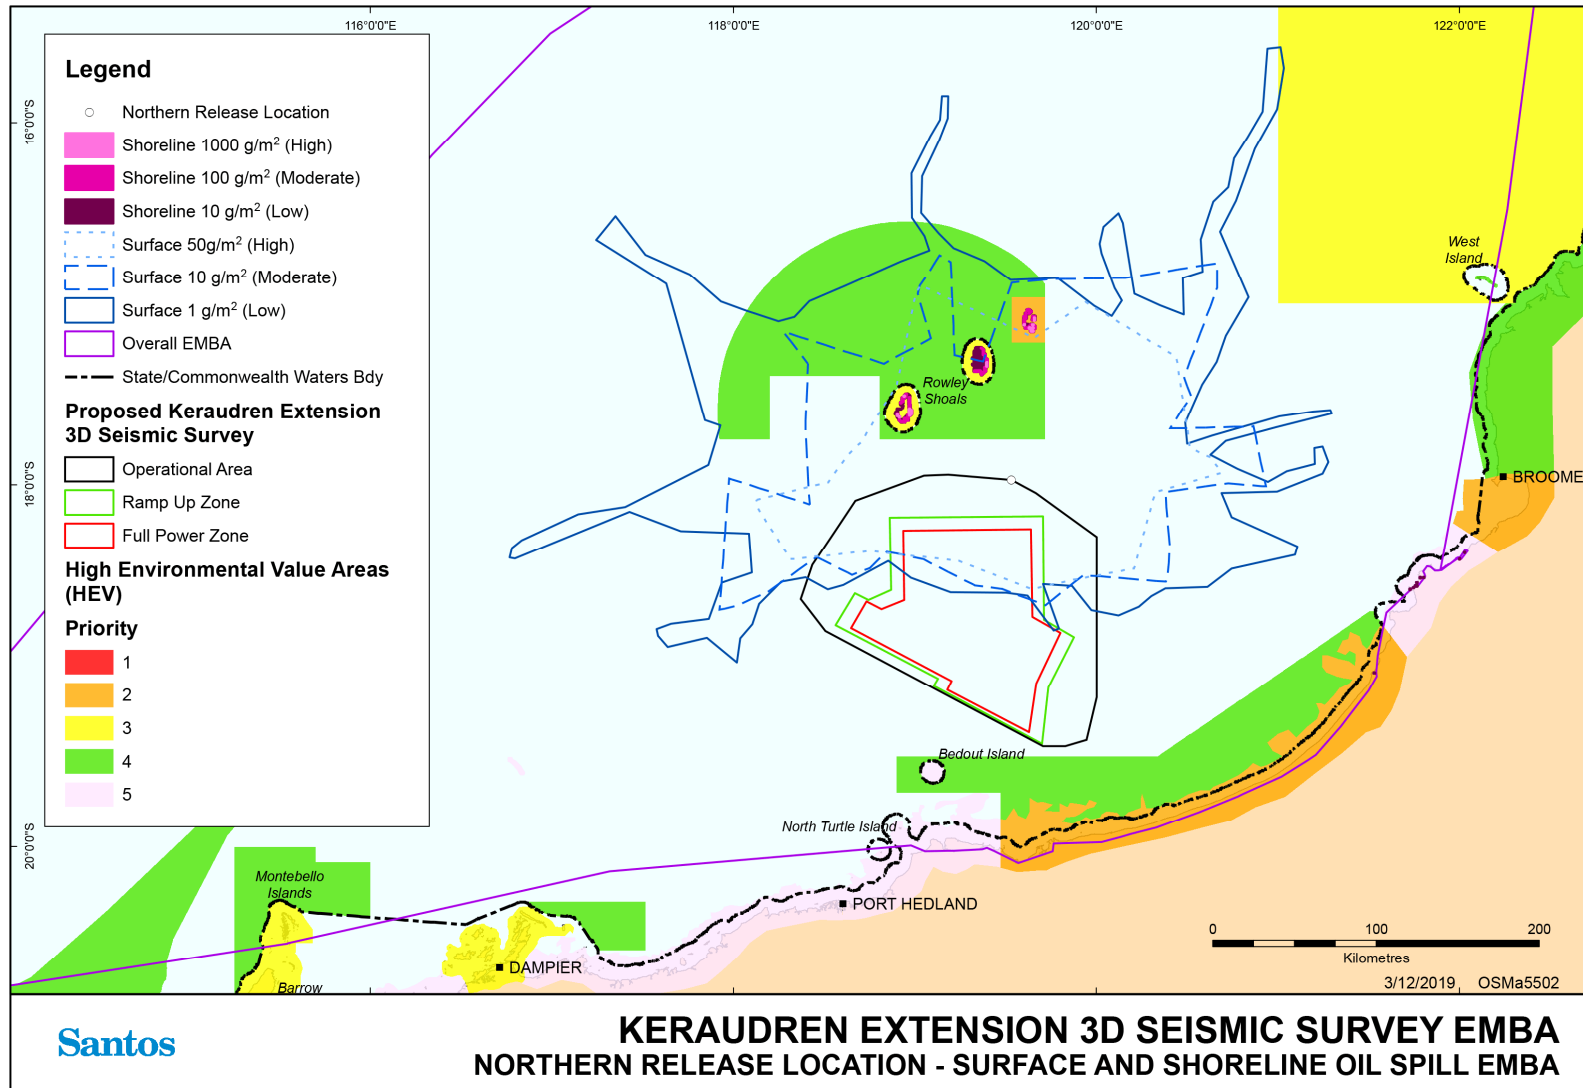 116°0'0"E
118°0'0"E
120°0'0"E
122°0'0"E
16°0'0"S
18°0'0"S
20°0'0"S
Legend
Northern Release Location
Shoreline 1000 g/m² (High)
Shoreline 100 g/m² (Moderate)
Shoreline 10 g/m² (Low)
Surface 50g/m² (High)
Surface 10 g/m² (Moderate)
Surface 1 g/m² (Low)
Overall EMBA
State/Commonwealth Waters Bdy
Proposed Keraudren Extension
3D Seismic Survey
Operational Area
Ramp Up Zone
Full Power Zone
High Environmental Value Areas
(HEV)
Priority
1
2
3
4
5
West
Island
Rowley
Shoals
BROOME
Bedout Island
North Turtle Island
Montebello
Islands
PORT HEDLAND
DAMPIER
Barrow
0 100 200
Kilometres
3/12/2019 OSMa5502
Santos
KERAUDREN EXTENSION 3D SEISMIC SURVEY EMBA
NORTHERN RELEASE LOCATION - SURFACE AND SHORELINE OIL SPILL EMBA